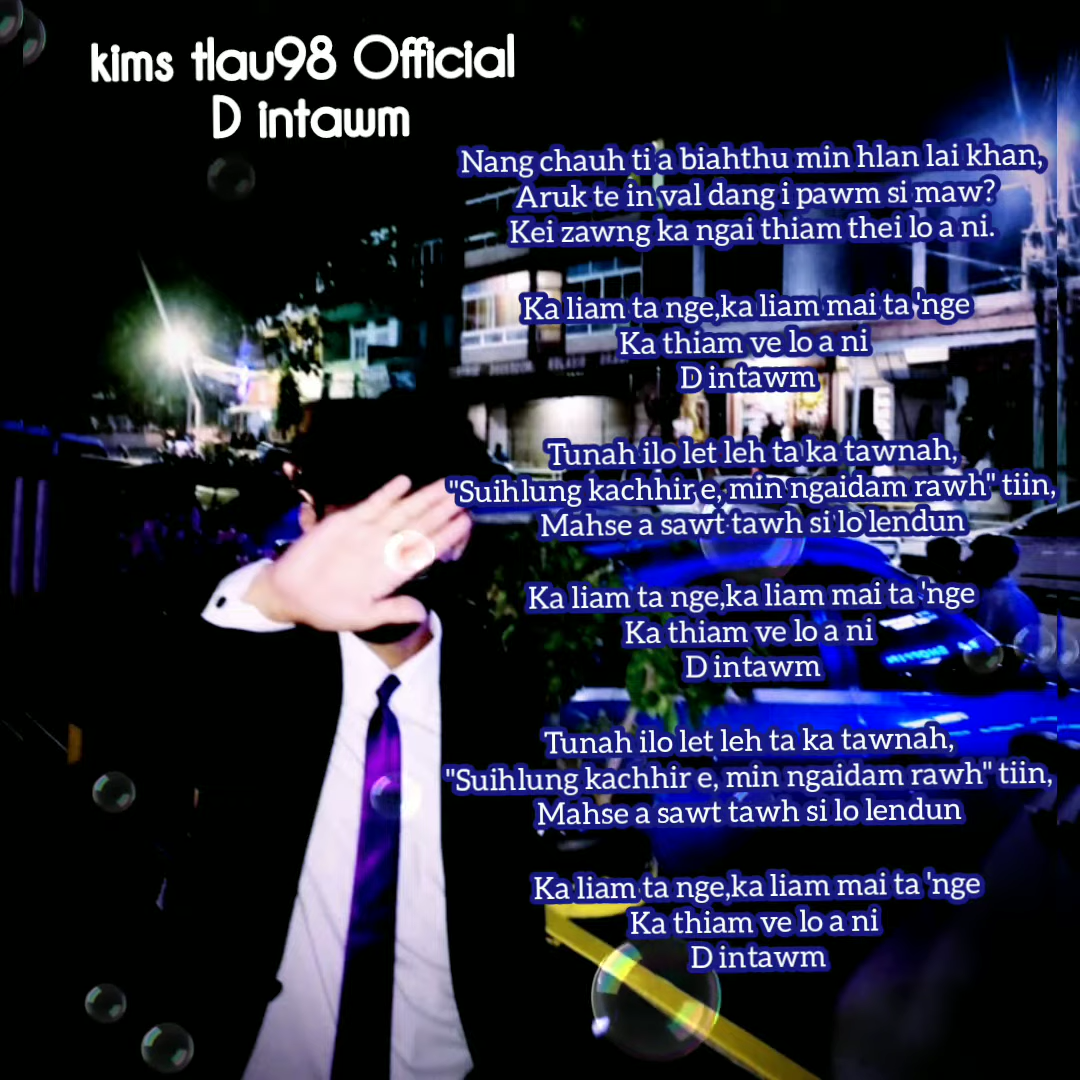 kims tlau98 Official
D intawm
Nang chauh ti a biahthu min hlan lai khan,
Aruk te in val dang i pawm si maw?
Kei zawng ka ngai thiam thei lo a ni.
Ka liam ta nge,ka liam mai ta 'nge
Ka thiam ve lo a ni
D intawm
Tunah ilo let leh ta ka tawnah,
"Suihlung kachhir e, min ngaidam rawh" tiin,
Mahse a sawt tawh si lo lendun
Ka liam ta nge,ka liam mai ta 'nge
Ka thiam ve lo a ni
D intawm
Tunah ilo let leh ta ka tawnah,
"Suihlung kachhir e, min ngaidam rawh" tiin,
Mahse a sawt tawh si lo lendun
Ka liam ta nge,ka liam mai ta 'nge
Ka thiam ve lo a ni
D intawm